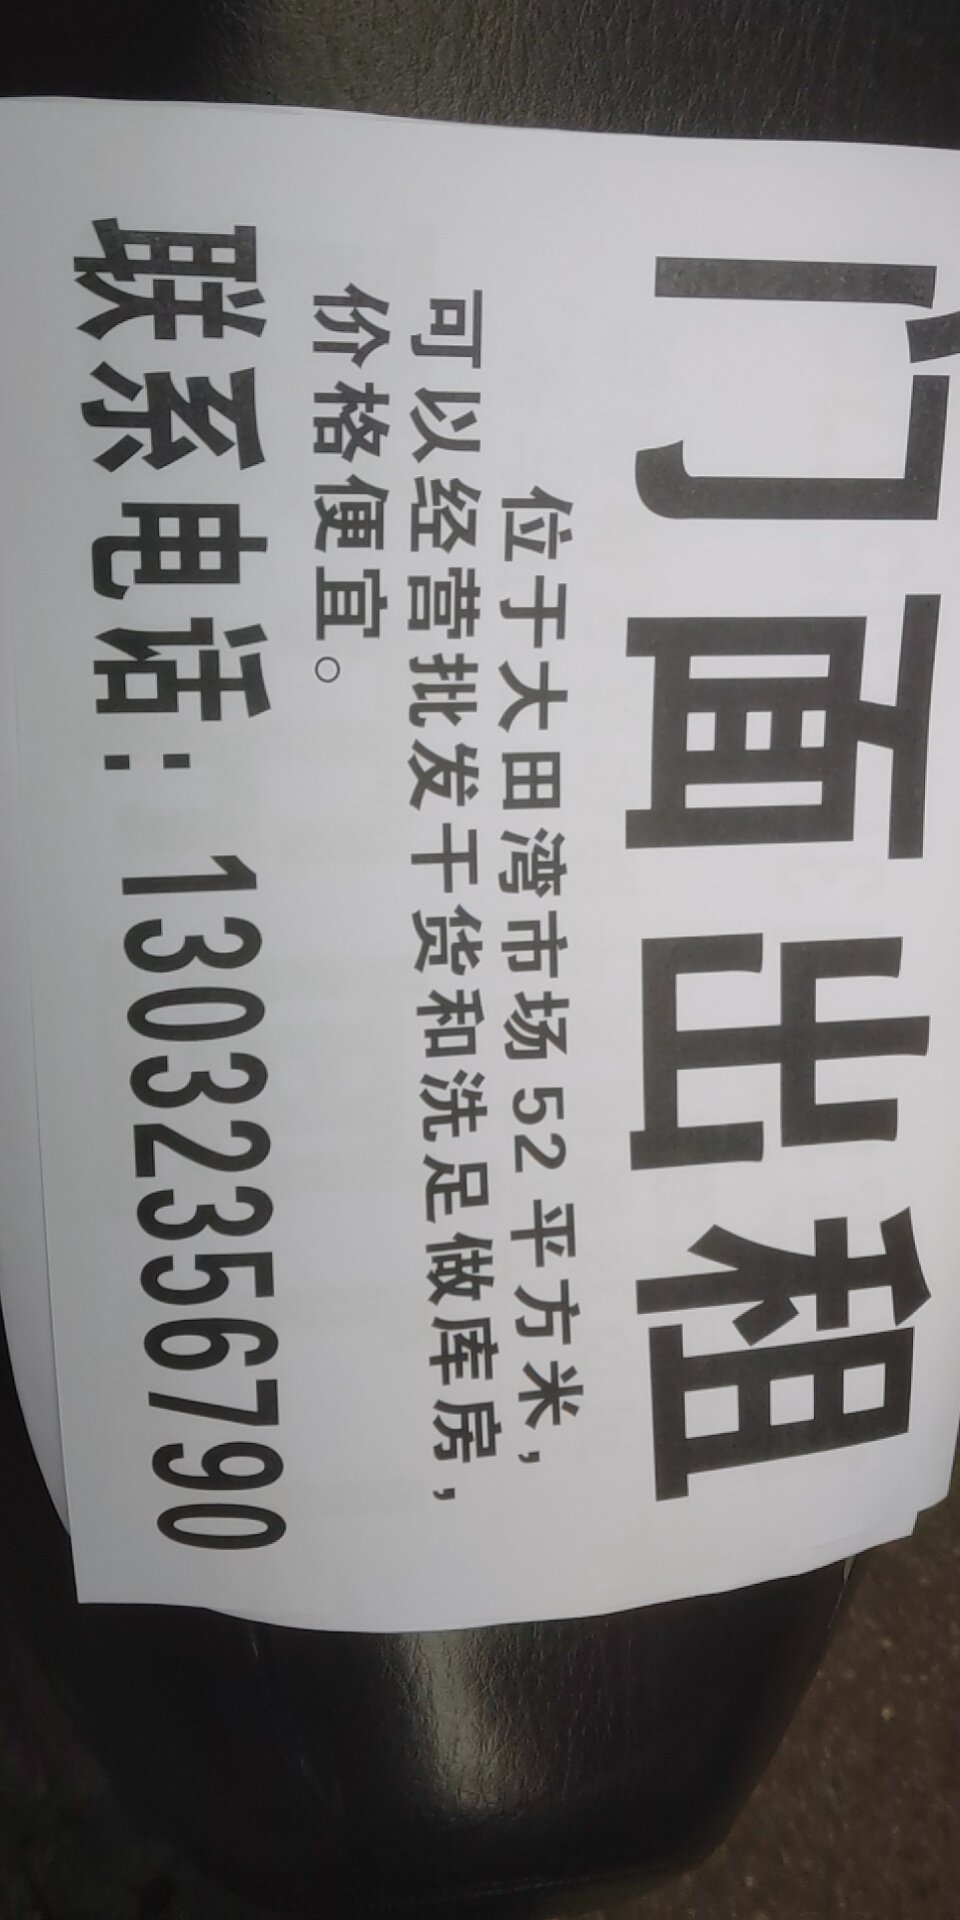 门面出租
位于大田湾市场52平方米，
可以经营批发干货和洗足做库房，
价格便宜。
联系电话：13032356790